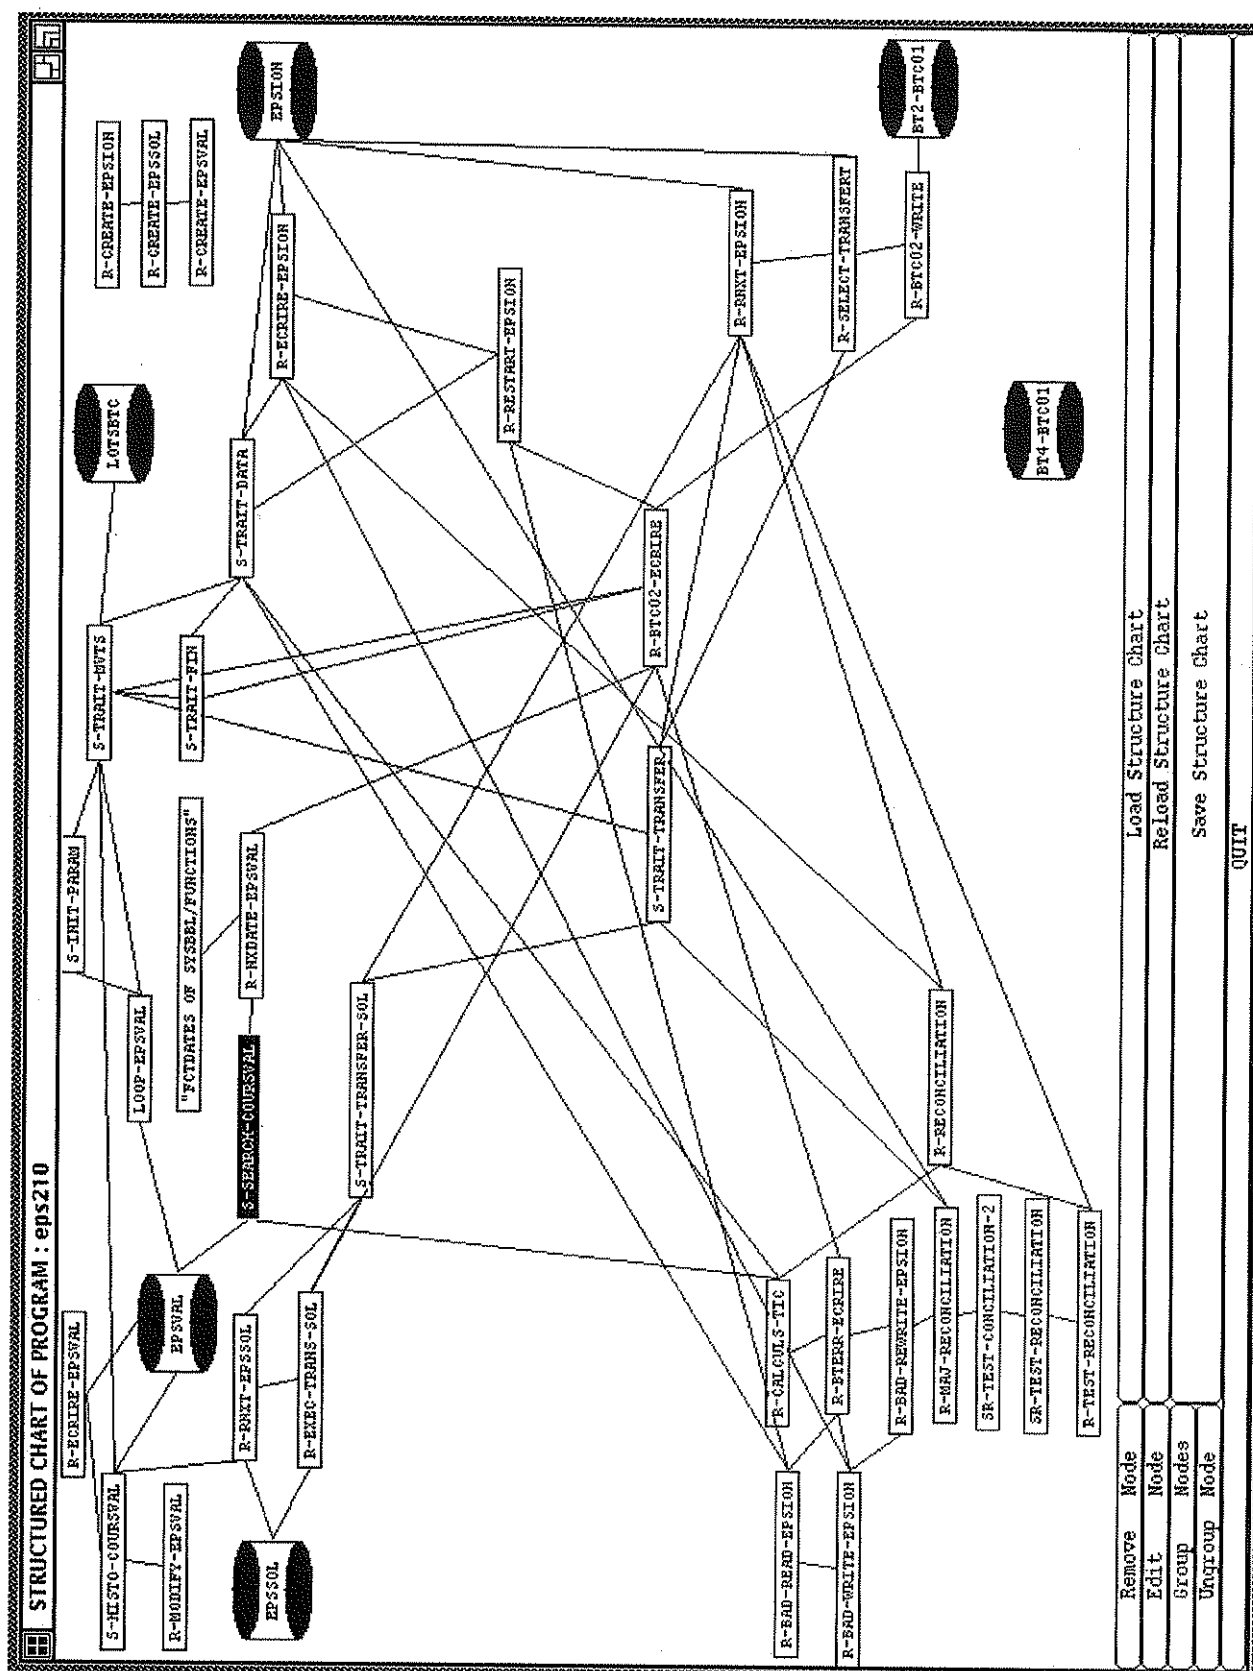 STRUCTURED CHART OF PROGRAM : eps210
R-ECRIRE-EPSVAL
S-INIT-PARAM
S-HISTO-COURSVAL
S-TRAIT-MVTS
LOTSBTC
R-CREATE-EPSION
LOOP-EPSVAL
R-CREATE-EPSSOL
R-MODIFY-EPSVAL
EPSVAL
"FCTDATES OF SYSBBL/FUNCTIONS"
S-TRAIT-FIN
R-CREATE-EPSVAL
R-RNXT-EPSSOL
S-SEARCH-COURSVAL
R-NXDATE-EPSVAL
S-TRAIT-DATA
EPSSOL
R-ECRIRE-EPSION
EPSION
R-EXEC-TRANS-SOL
S-TRAIT-TRANSFER-SOL
R-RESTART-EPSION
S-TRAIT-TRANSFER
R-BTC02-ECRIRE
R-RNXT-EPSION
R-BAD-READ-EPSION
R-CALCULS-TIC
R-BAD-WRITE-EPSION
R-BTERR-ECRIRE
R-SELECT-TRANSFERT
R-BAD-REWRITE-EPSION
R-BTC02-WRITE
BT2-BTC01
R-MAJ-RECONCILIATION
R-RECONCILIATION
SR-TEST-CONCILIATION-2
SR-TEST-RECONCILIATION
BT4-BTC01
R-TEST-RECONCILIATION
Remove Node
Load Structure Chart
Edit Node
Reload Structure Chart
Group Nodes
Save Structure Chart
Ungroup Node
QUIT